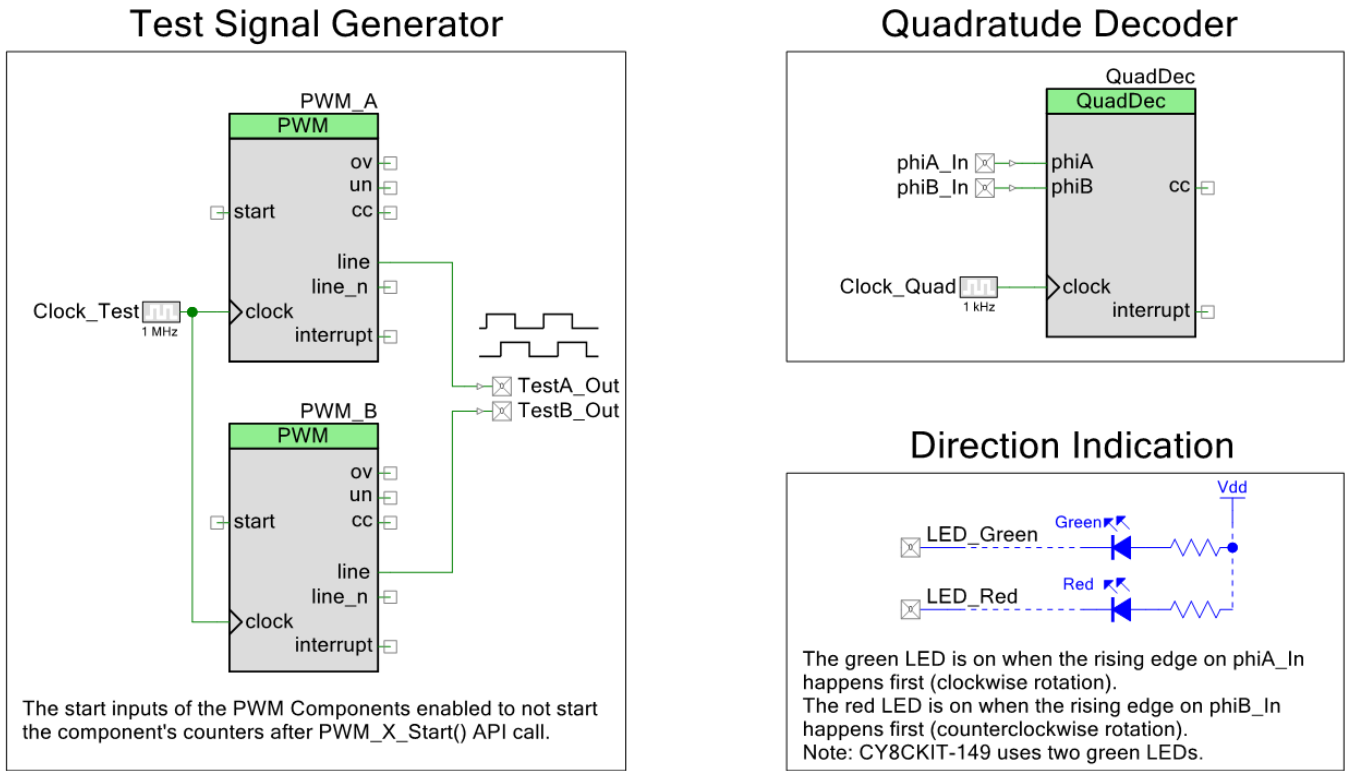 Test Signal Generator
PWM_A
PWM
ov
un
start
cc
line
line_n
Clock_Test
1 MHz
clock
interrupt
TestA_Out
TestB_Out
PWM_B
PWM
ov
un
start
cc
line
line_n
clock
interrupt
The start inputs of the PWM Components enabled to not start
the component's counters after PWM_X_Start() API call.
Quadratude Decoder
QuadDec
QuadDec
phiA_In
phiA
phiB_In
phiB
cc
Clock_Quad
1 kHz
clock
interrupt
Direction Indication
Vdd
Green
LED_Green
Red
LED_Red
The green LED is on when the rising edge on phiA_In
happens first (clockwise rotation).
The red LED is on when the rising edge on phiB_In
happens first (counterclockwise rotation).
Note: CY8CKIT-149 uses two green LEDs.